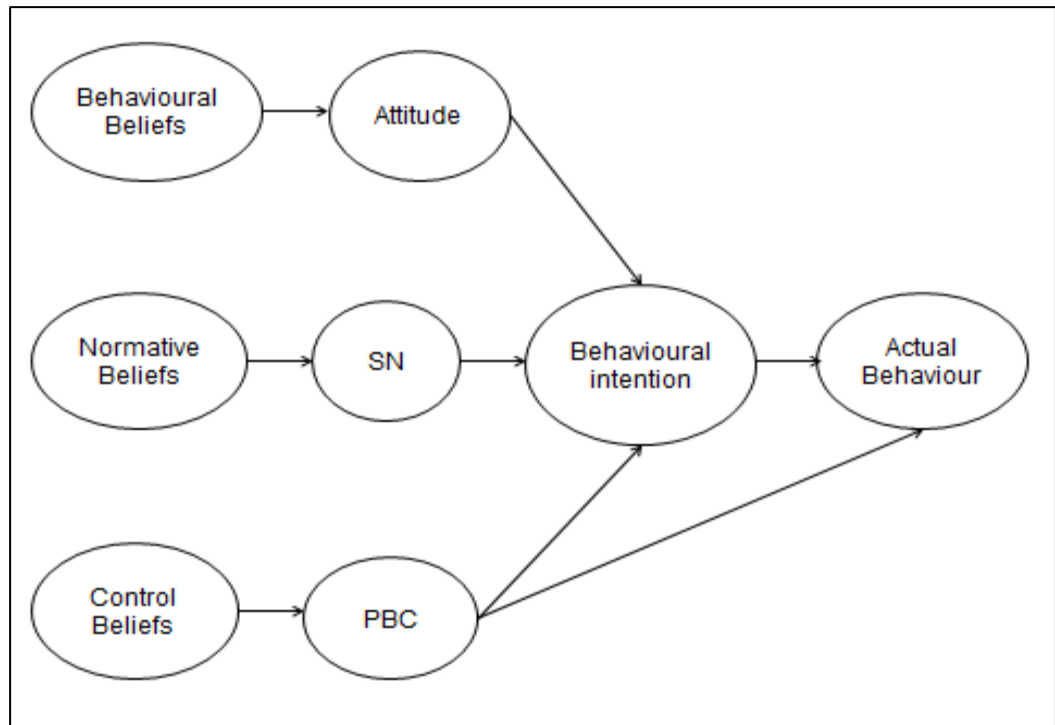 Behavioural
Beliefs
Attitude
Normative
Beliefs
SN
Behavioural
intention
Actual
Behaviour
Control
Beliefs
PBC